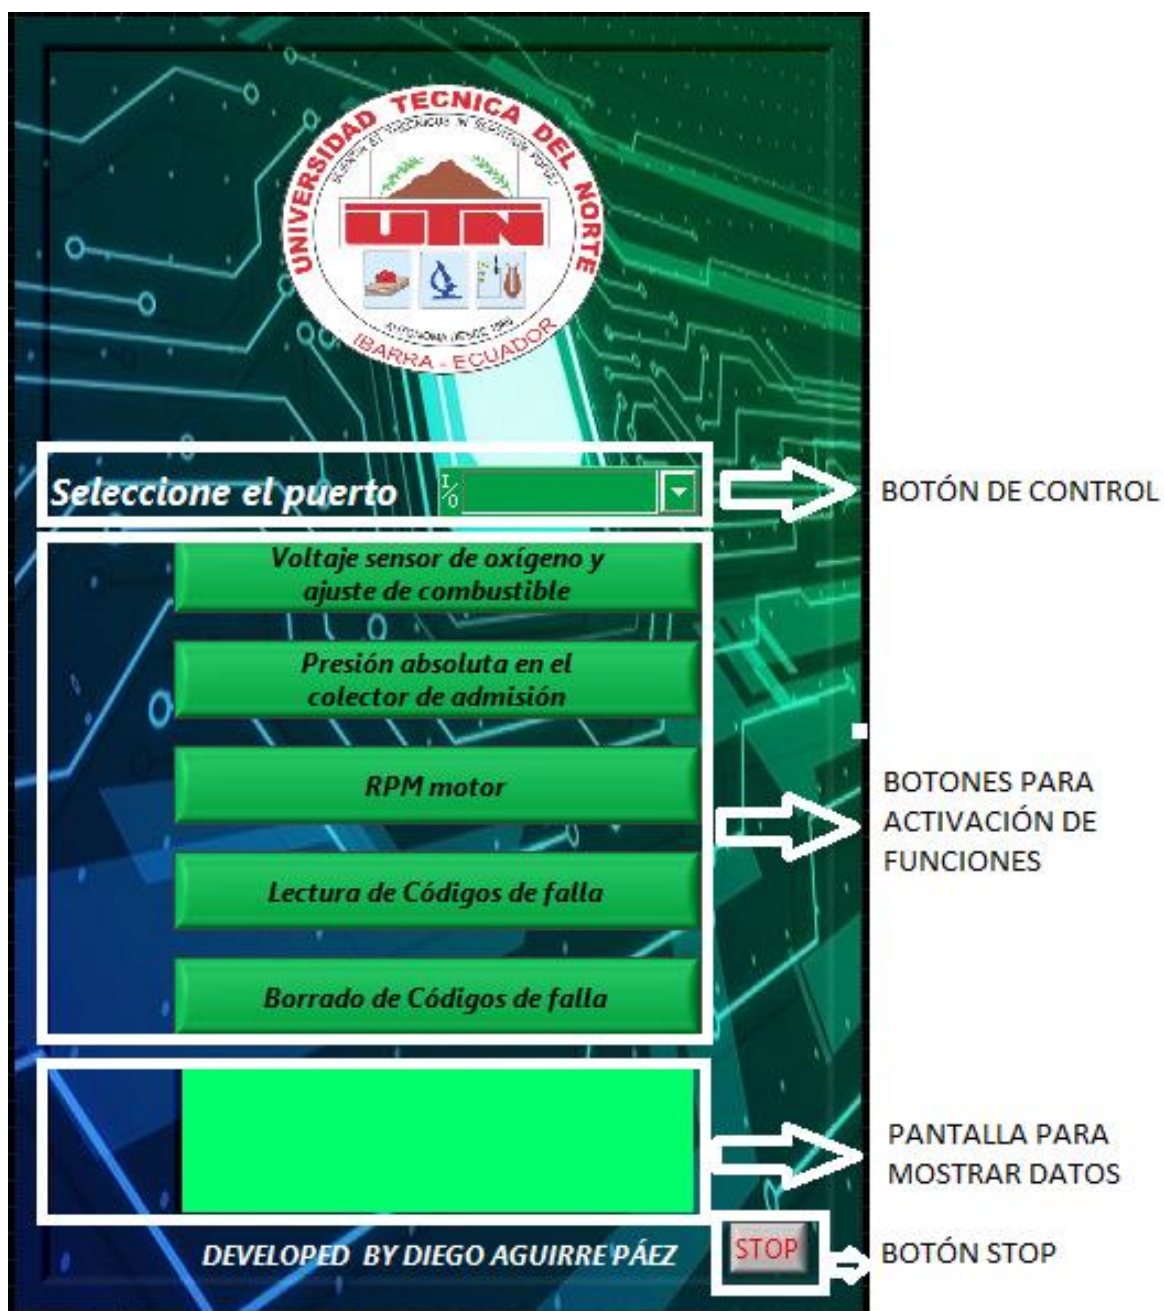 UNIVERSIDAD TECNICA DEL NORTE
IBARRA - ECUADOR
UTN
Seleccione el puerto
I/O
BOTÓN DE CONTROL
Voltaje sensor de oxígeno y
ajuste de combustible
Presión absoluta en el
colector de admisión
RPM motor
Lectura de Códigos de falla
Borrado de Códigos de falla
BOTONES PARA
ACTIVACIÓN DE
FUNCIONES
PANTALLA PARA
MOSTRAR DATOS
DEVELOPED BY DIEGO AGUIRRE PÁEZ
STOP
BOTÓN STOP